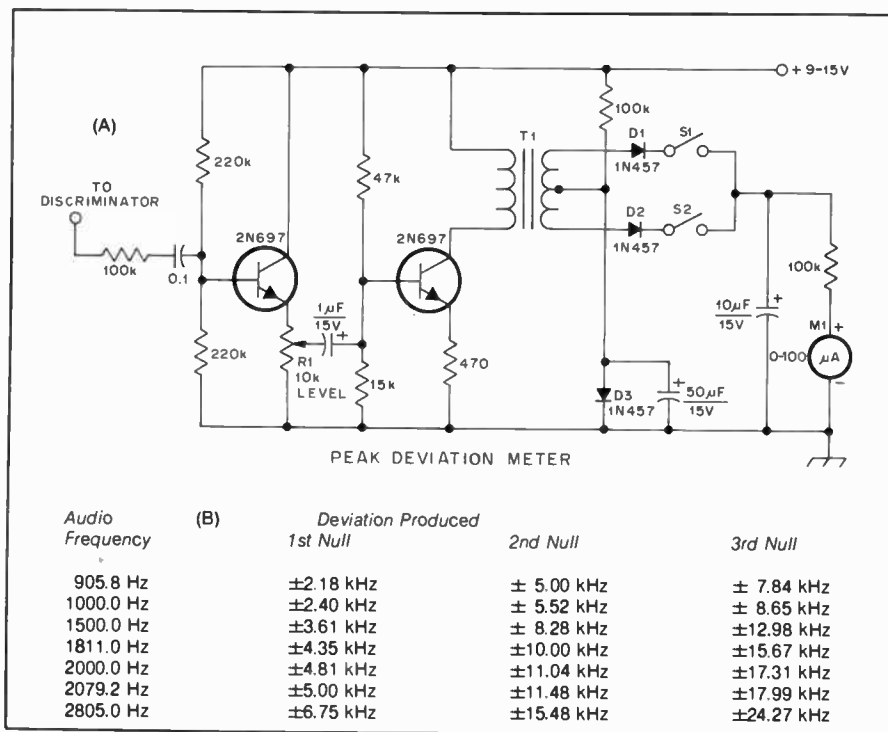 + 9-15V
(A)
100k
T1
D1
S1
1N457
220k
47k
TO
DISCRIMINATOR
2N697
2N697
D2
S2
1N457
100k
0.1
100k
1µF
15V
10µF
15V
M1
+
0-100
µA
-
220k
R1
10k
LEVEL
15k
470
D3
1N457
50µF
15V
PEAK DEVIATION METER
Audio (B) Deviation Produced
Frequency 1st Null 2nd Null 3rd Null
905.8 Hz ±2.18 kHz ± 5.00 kHz ± 7.84 kHz
1000.0 Hz ±2.40 kHz ± 5.52 kHz ± 8.65 kHz
1500.0 Hz ±3.61 kHz ± 8.28 kHz ±12.98 kHz
1811.0 Hz ±4.35 kHz ±10.00 kHz ±15.67 kHz
2000.0 Hz ±4.81 kHz ±11.04 kHz ±17.31 kHz
2079.2 Hz ±5.00 kHz ±11.48 kHz ±17.99 kHz
2805.0 Hz ±6.75 kHz ±15.48 kHz ±24.27 kHz